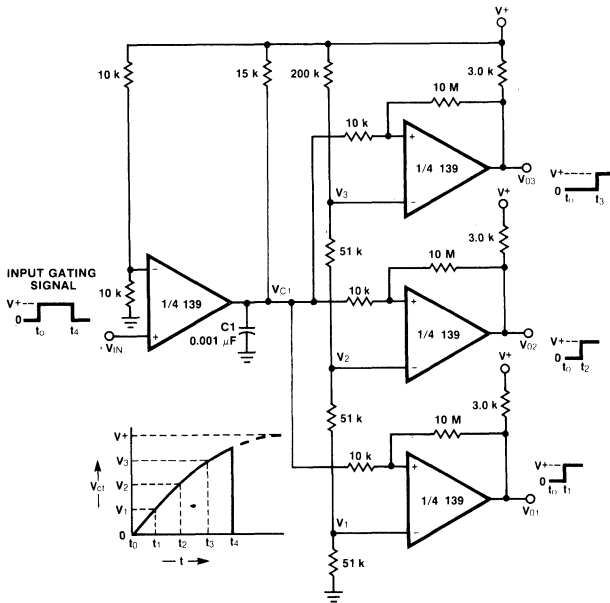 V+
10 k
15 k
200 k
3.0 k
10 M
10 k
+
1/4 139
−
V03
V+
0
t0
t3
V3
V+
3.0 k
51 k
10 M
INPUT GATING
SIGNAL
V+
0
t0
t4
−
10 k
1/4 139
+
VIN
VC1
C1
0.001 µF
10 k
+
1/4 139
−
V02
V+
0
t0
t2
V2
V+
3.0 k
51 k
10 M
10 k
+
1/4 139
−
V01
V+
0
t0
t1
V1
51 k
V+
V3
V2
V1
0
Vc1
t0
t1
t2
t3
t4
t